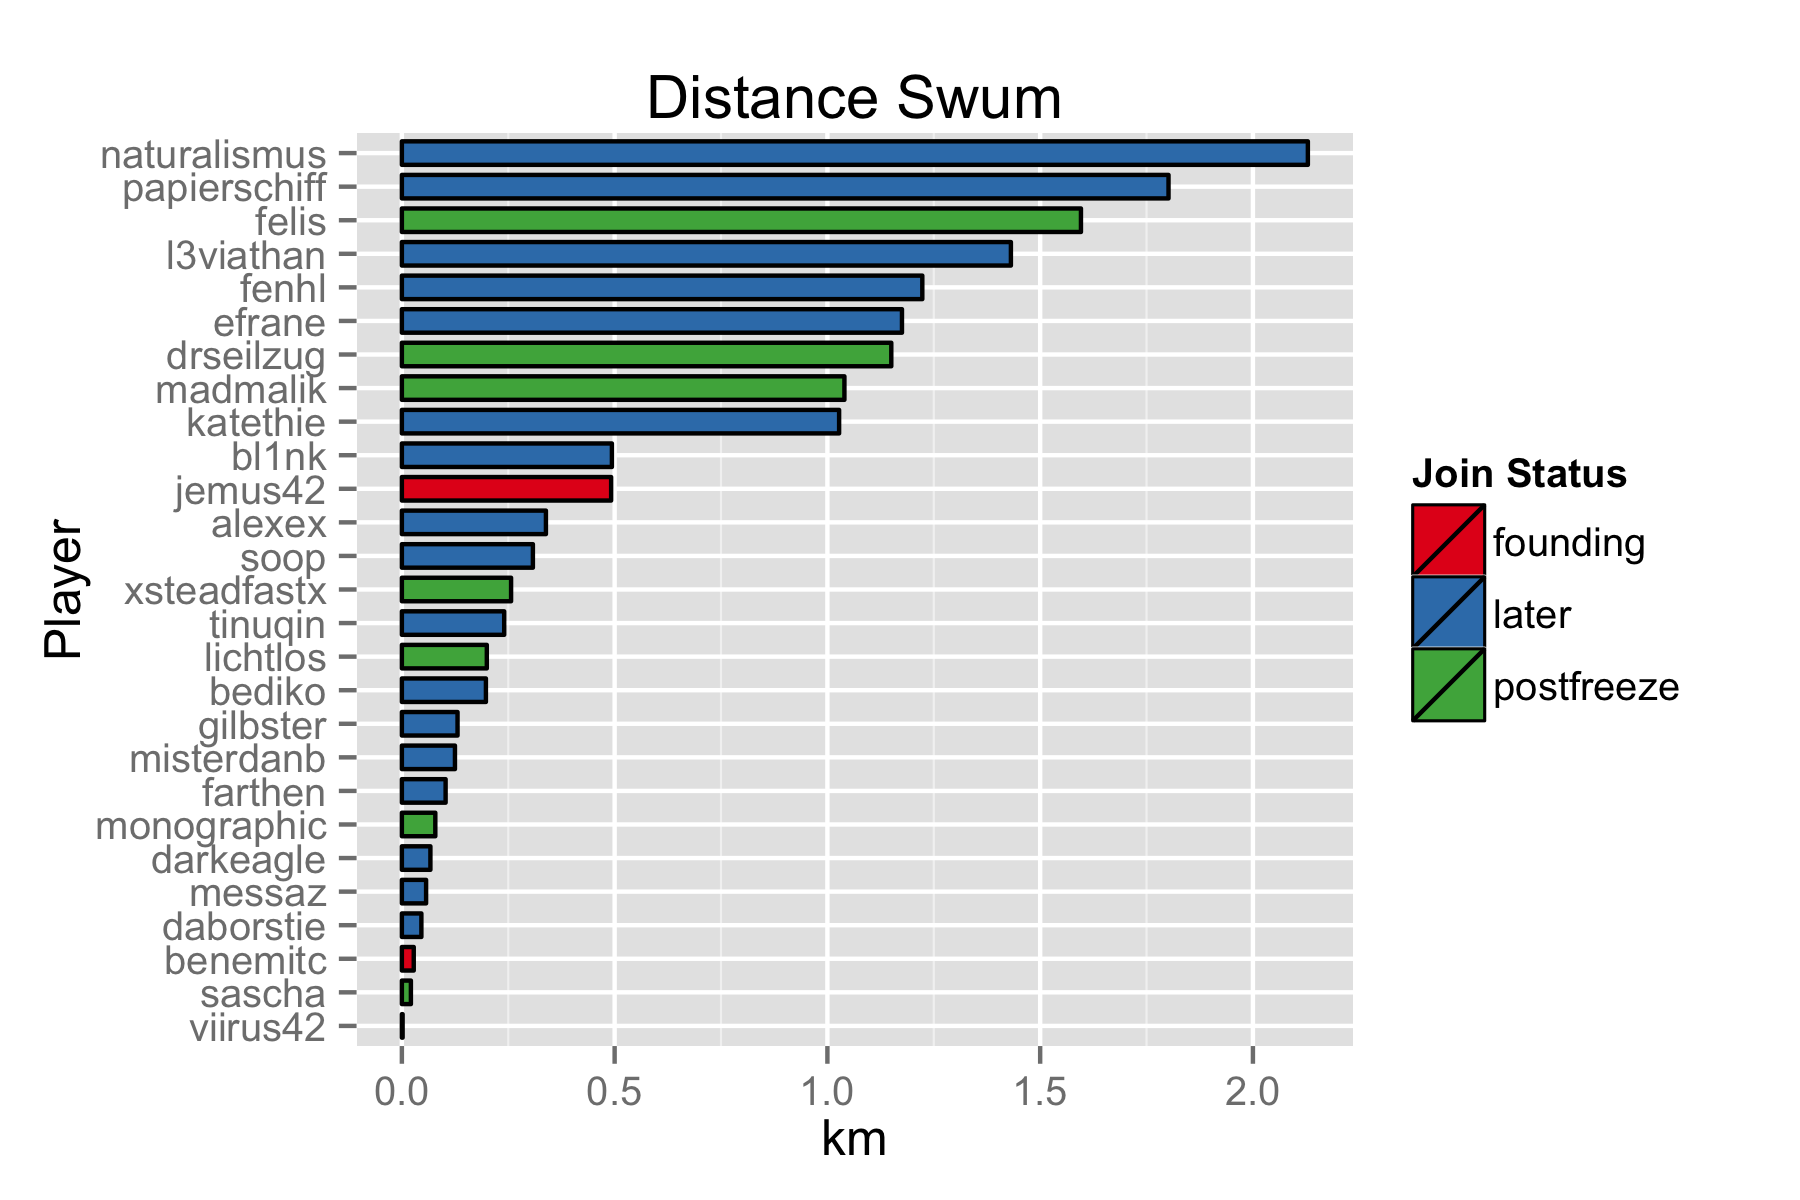 Distance Swum
Player
naturalismus
papierschiff
felis
l3viathan
fenhl
efrane
drseilzug
madmalik
katethie
bl1nk
jemus42
alexex
soop
xsteadfastx
tinuqin
lichtlos
bediko
gilbster
misterdanb
farthen
monographic
darkeagle
messaz
daborstie
benemitc
sascha
viirus42
0.0 0.5 1.0 1.5 2.0
km
Join Status
founding
later
postfreeze